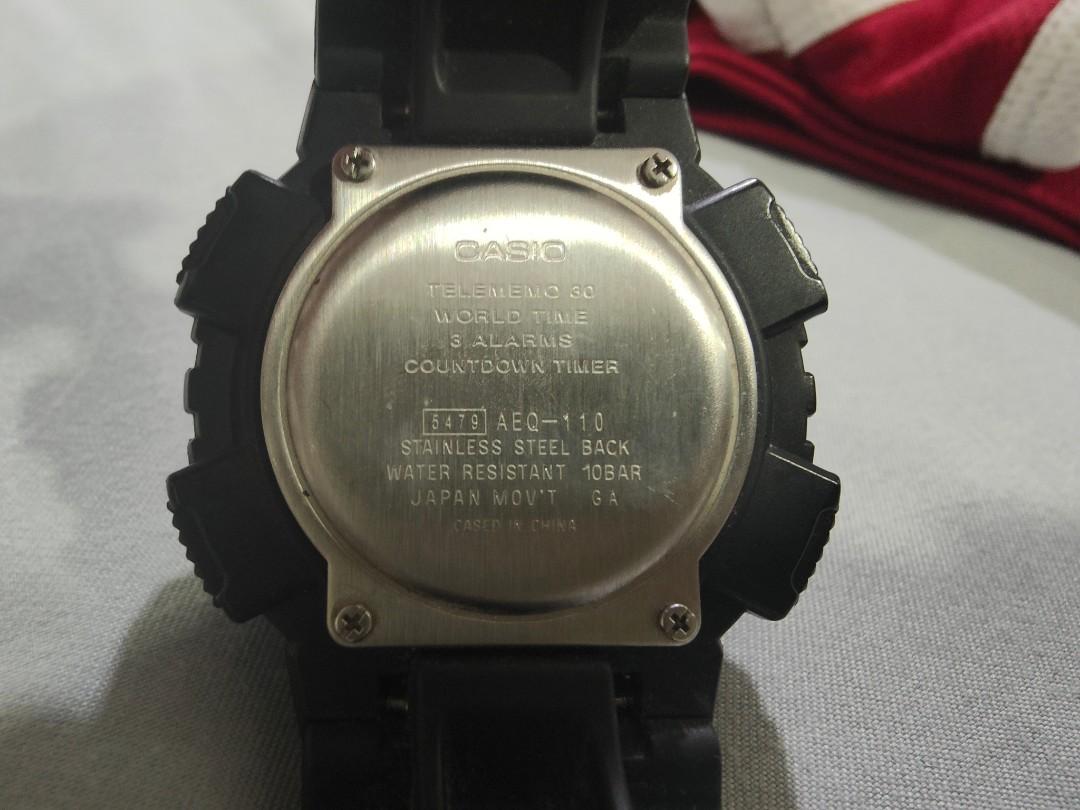 CASIO
TELEMEMO 30
WORLD TIME
3 ALARMS
COUNTDOWN TIMER
5479 AEQ-110
STAINLESS STEEL BACK
WATER RESISTANT 10BAR
JAPAN MOV'T GA
CASED IN CHINA